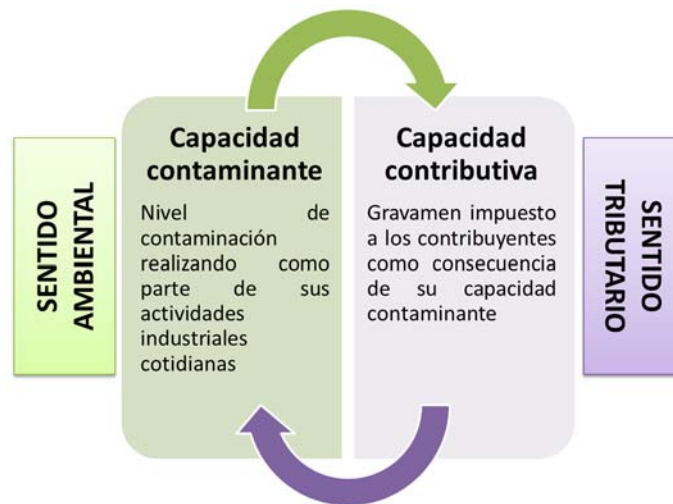 SENTIDO
AMBIENTAL
Capacidad
contaminante
Nivel de
contaminación
realizando como
parte de sus
actividades
industriales
cotidianas
Capacidad
contributiva
Gravamen impuesto
a los contribuyentes
como consecuencia
de su capacidad
contaminante
SENTIDO
TRIBUTARIO